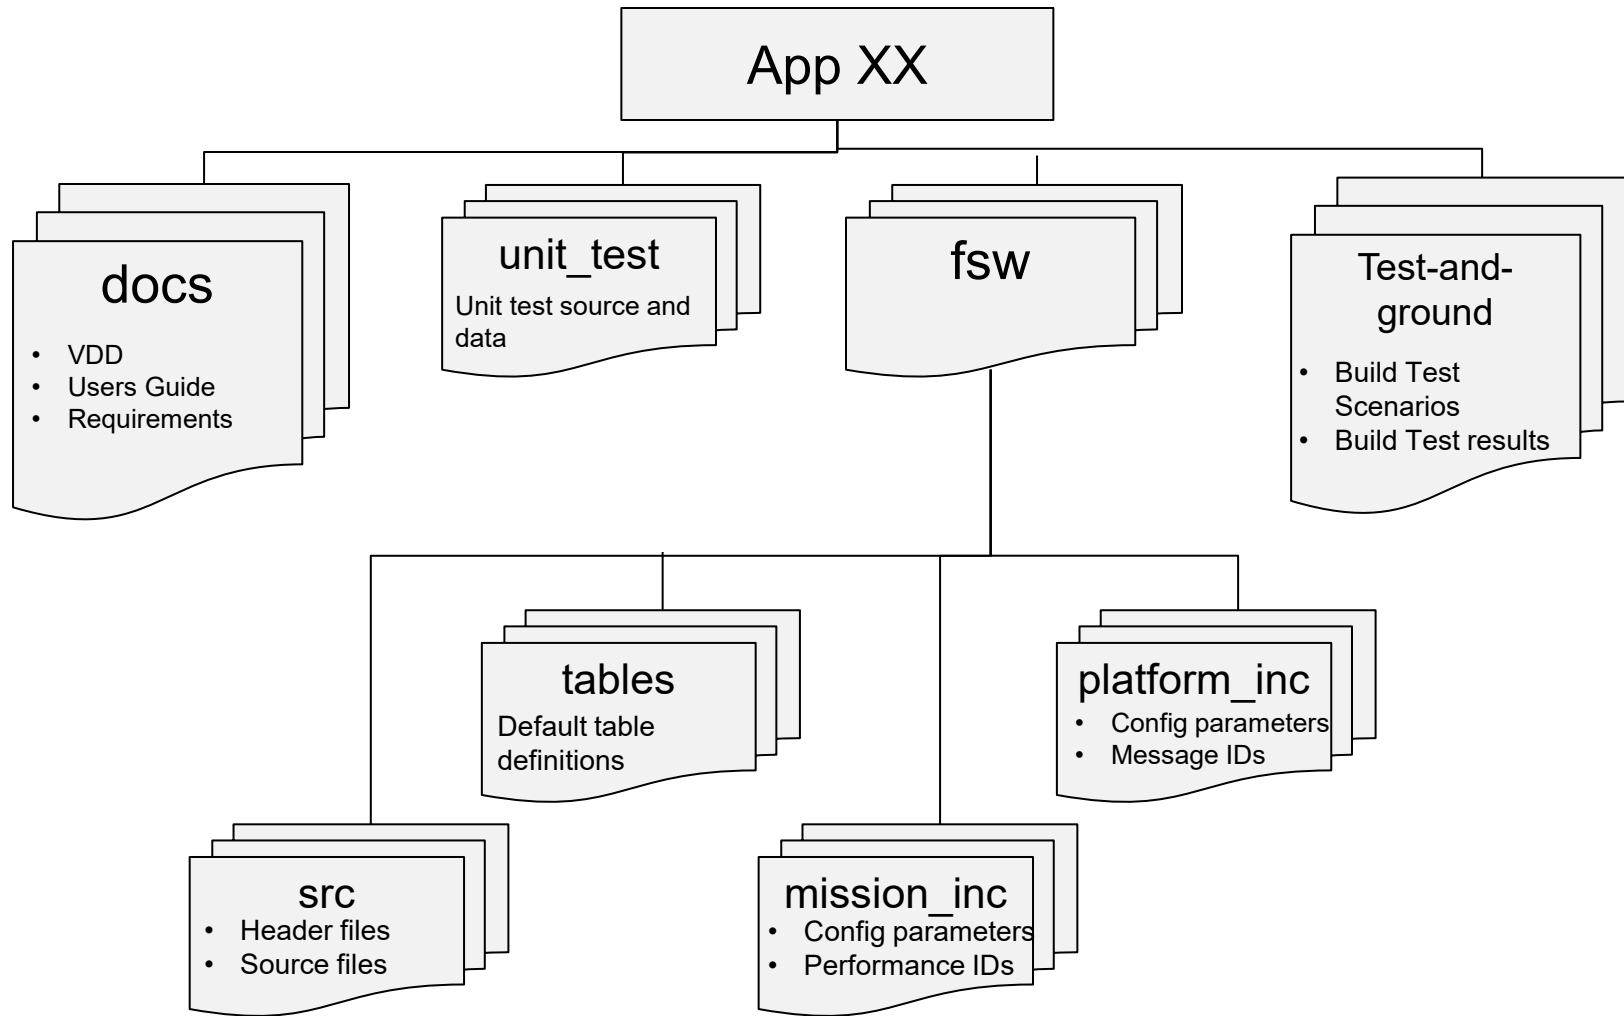 App XX
docs
• VDD
• Users Guide
• Requirements
unit_test
Unit test source and
data
fsw
Test-and-
ground
• Build Test
Scenarios
• Build Test results
tables
Default table
definitions
platform_inc
• Config parameters
• Message IDs
src
• Header files
• Source files
mission_inc
• Config parameters
• Performance IDs